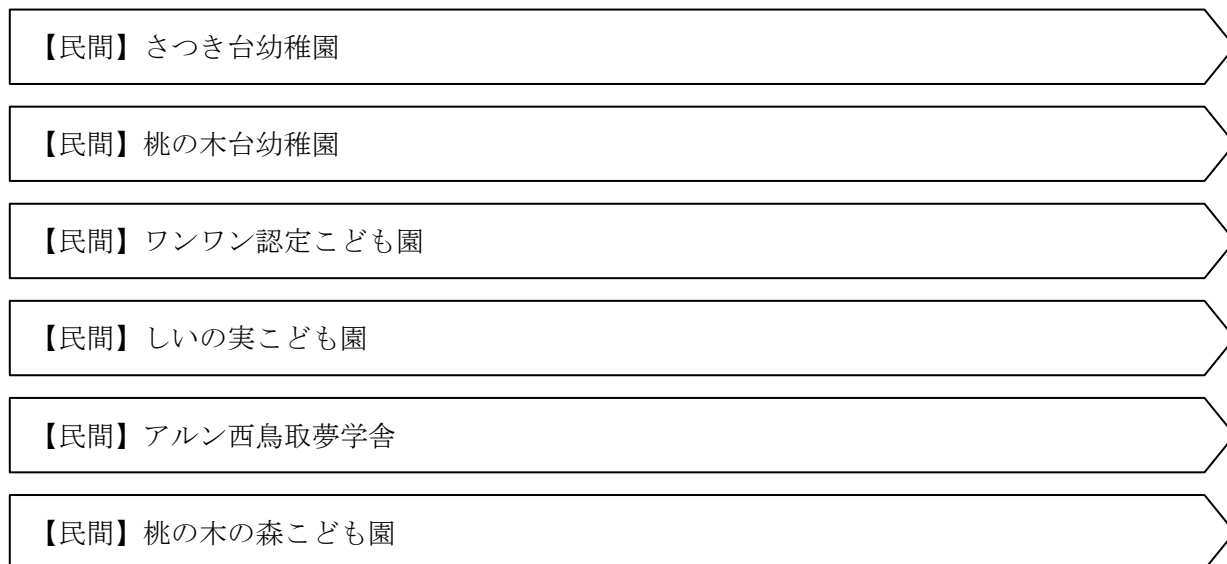 【民間】さつき台幼稚園
【民間】桃の木台幼稚園
【民間】ワンワン認定こども園
【民間】しいの実こども園
【民間】アルン西鳥取夢学舎
【民間】桃の木の森こども園